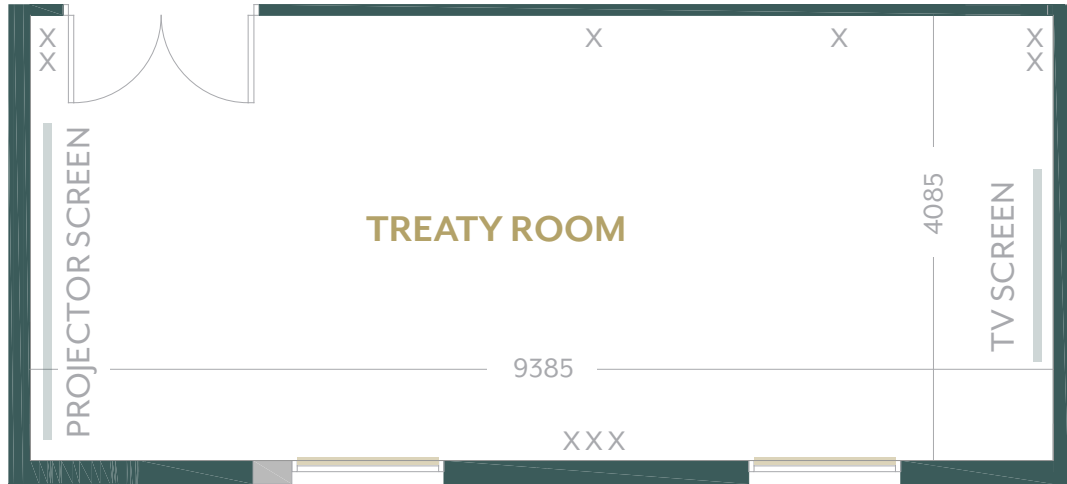 X X X X
X X
PROJECTOR SCREEN
TREATY ROOM
4085
TV SCREEN
9385
XXX